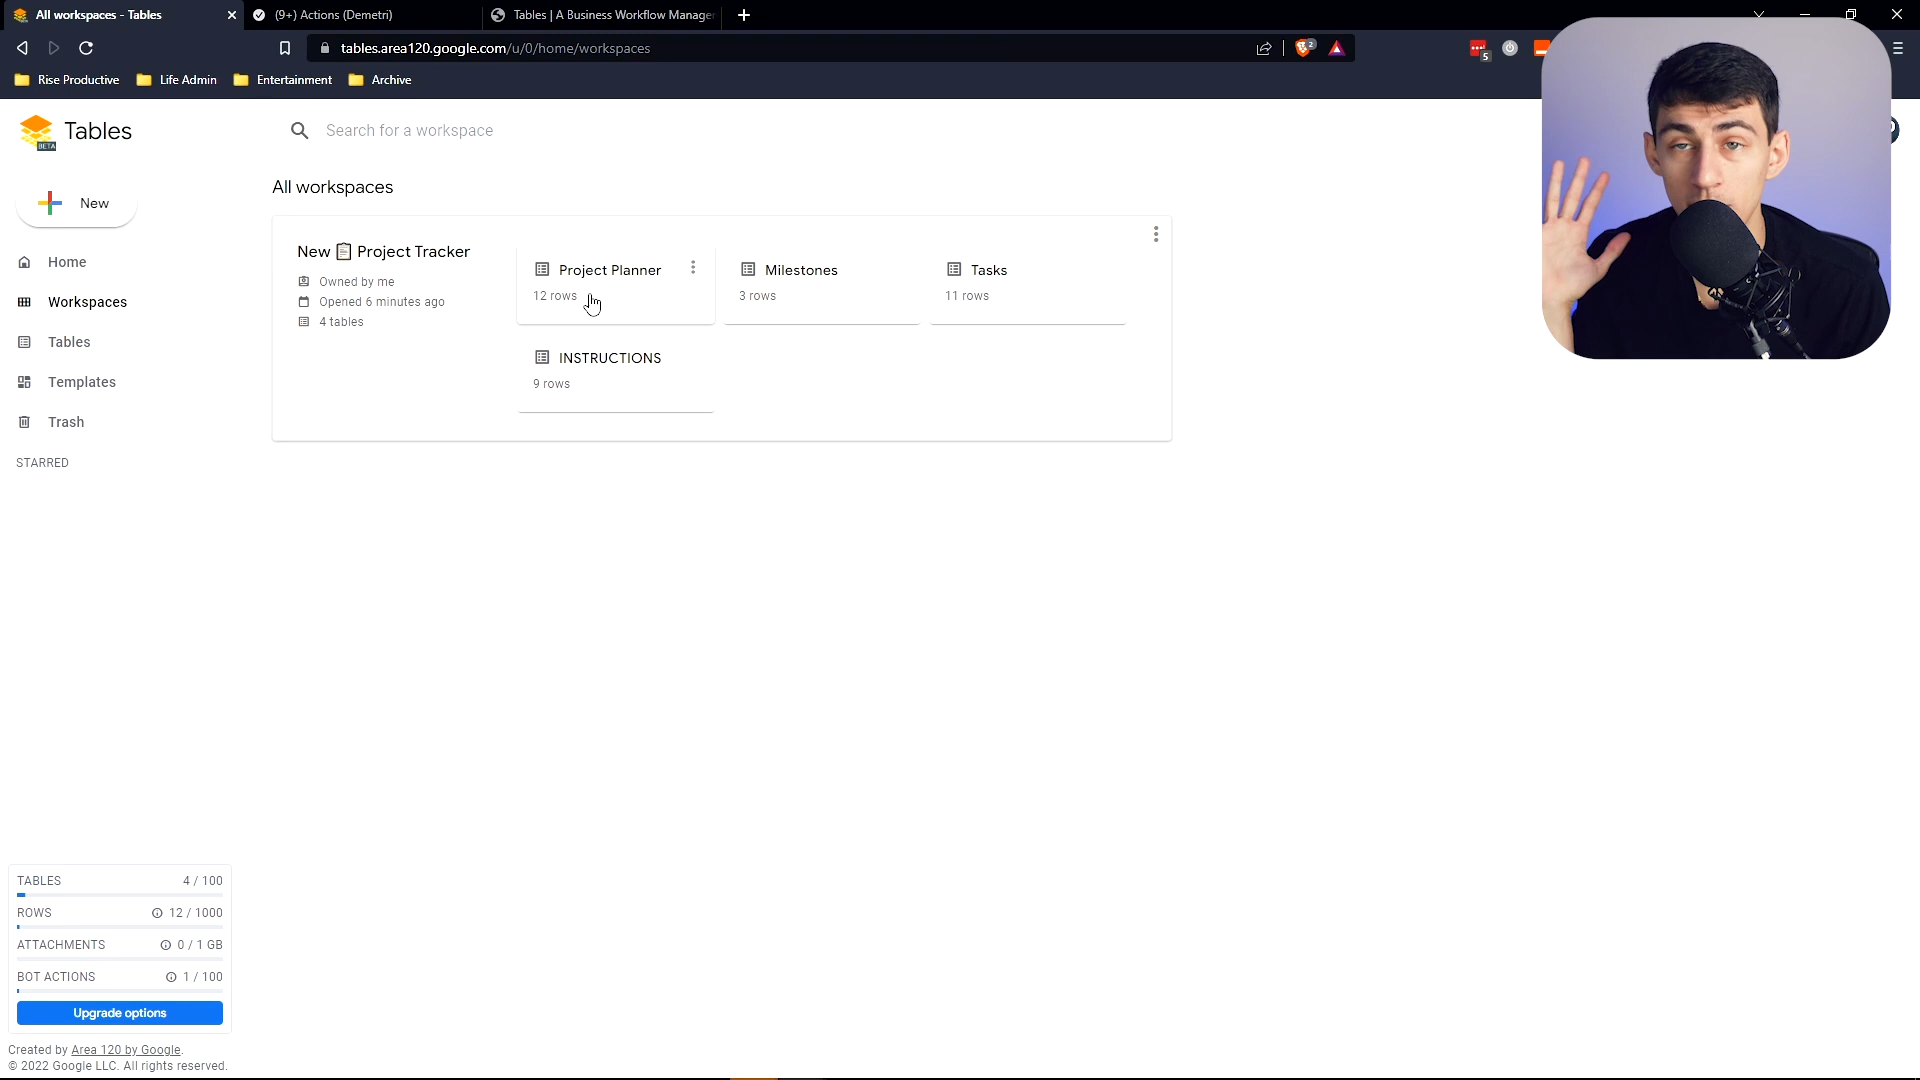 All workspaces - Tables
(9+) Actions (Demetri)
Tables | A Business Workflow Manage
tables.area120.google.com/u/0/home/workspaces
2
5
Rise Productive
Life Admin
Entertainment
Archive
Tables
BETA
Search for a workspace
New
All workspaces
Home
Workspaces
Tables
Templates
Trash
STARRED
New 📋 Project Tracker
Owned by me
Opened 6 minutes ago
4 tables
Project Planner
12 rows
Milestones
3 rows
Tasks
11 rows
INSTRUCTIONS
9 rows
TABLES 4 / 100
ROWS 12 / 1000
ATTACHMENTS 0 / 1 GB
BOT ACTIONS 1 / 100
Upgrade options
Created by Area 120 by Google.
© 2022 Google LLC. All rights reserved.